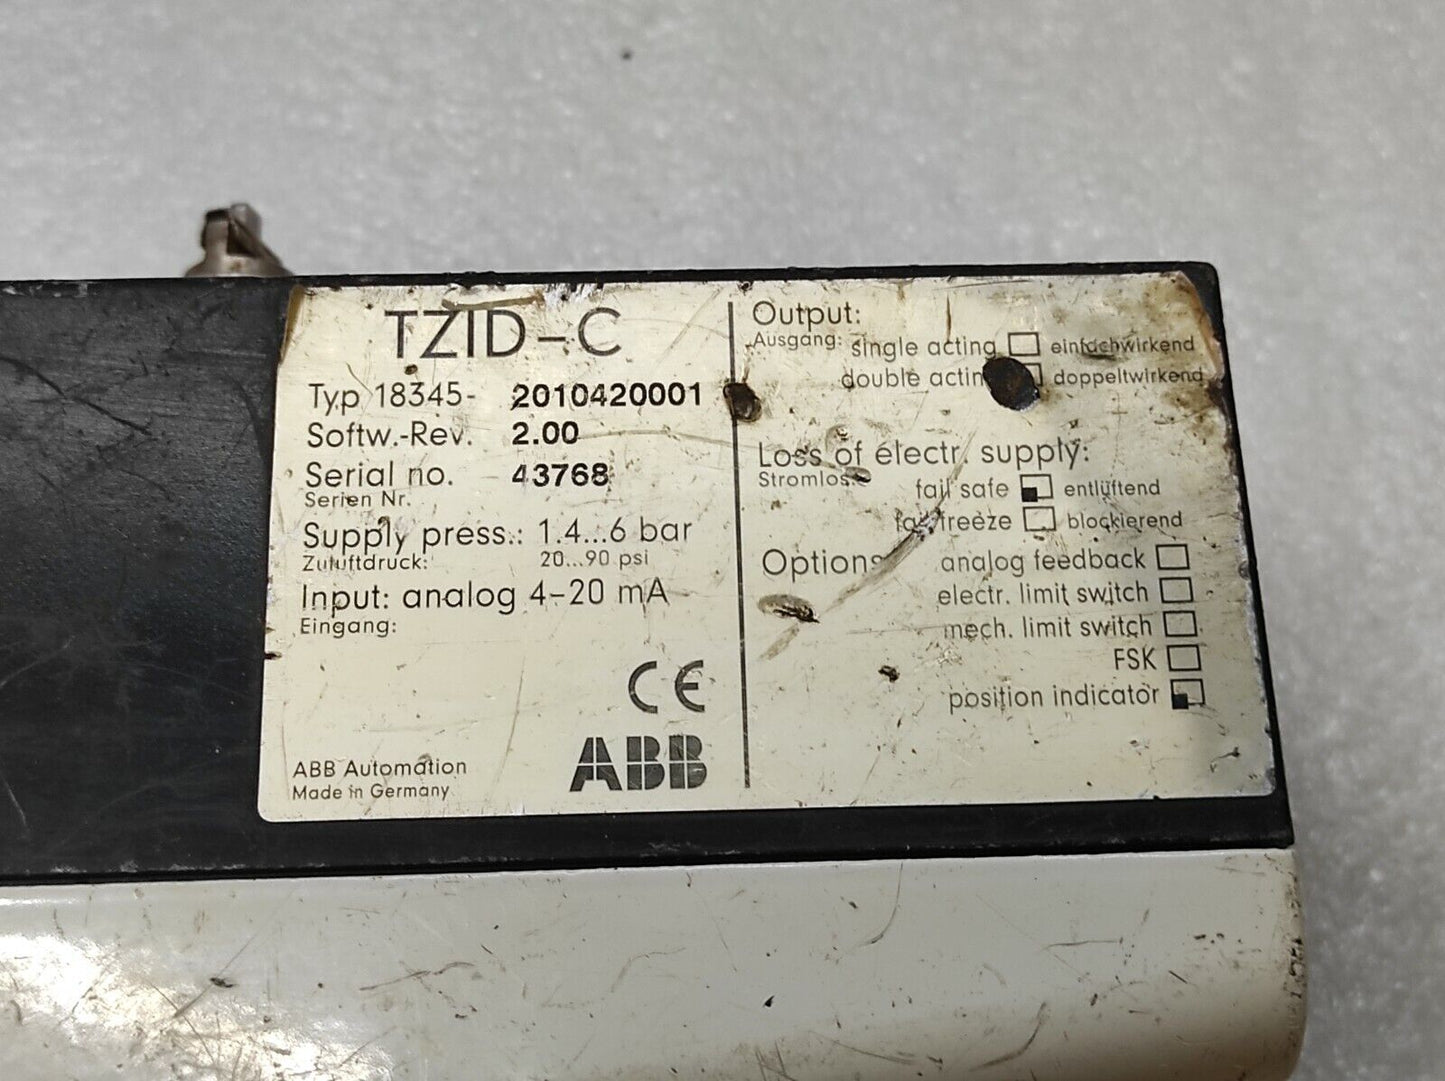 TZID-C
Typ 18345- 2010420001
Softw.-Rev. 2.00
Serial no. 43768
Serien Nr.
Supply press.: 1.4...6 bar
Zuluftdruck: 20...90 psi
Input: analog 4-20 mA
Eingang:
CE
ABB
ABB Automation
Made in Germany
Output:
Ausgang: single acting einfachwirkend
double acting doppeltwirkend
Loss of electr. supply:
Stromlos:
fail safe entlüftend
fail freeze blockierend
Options analog feedback
electr. limit switch
mech. limit switch
FSK
position indicator